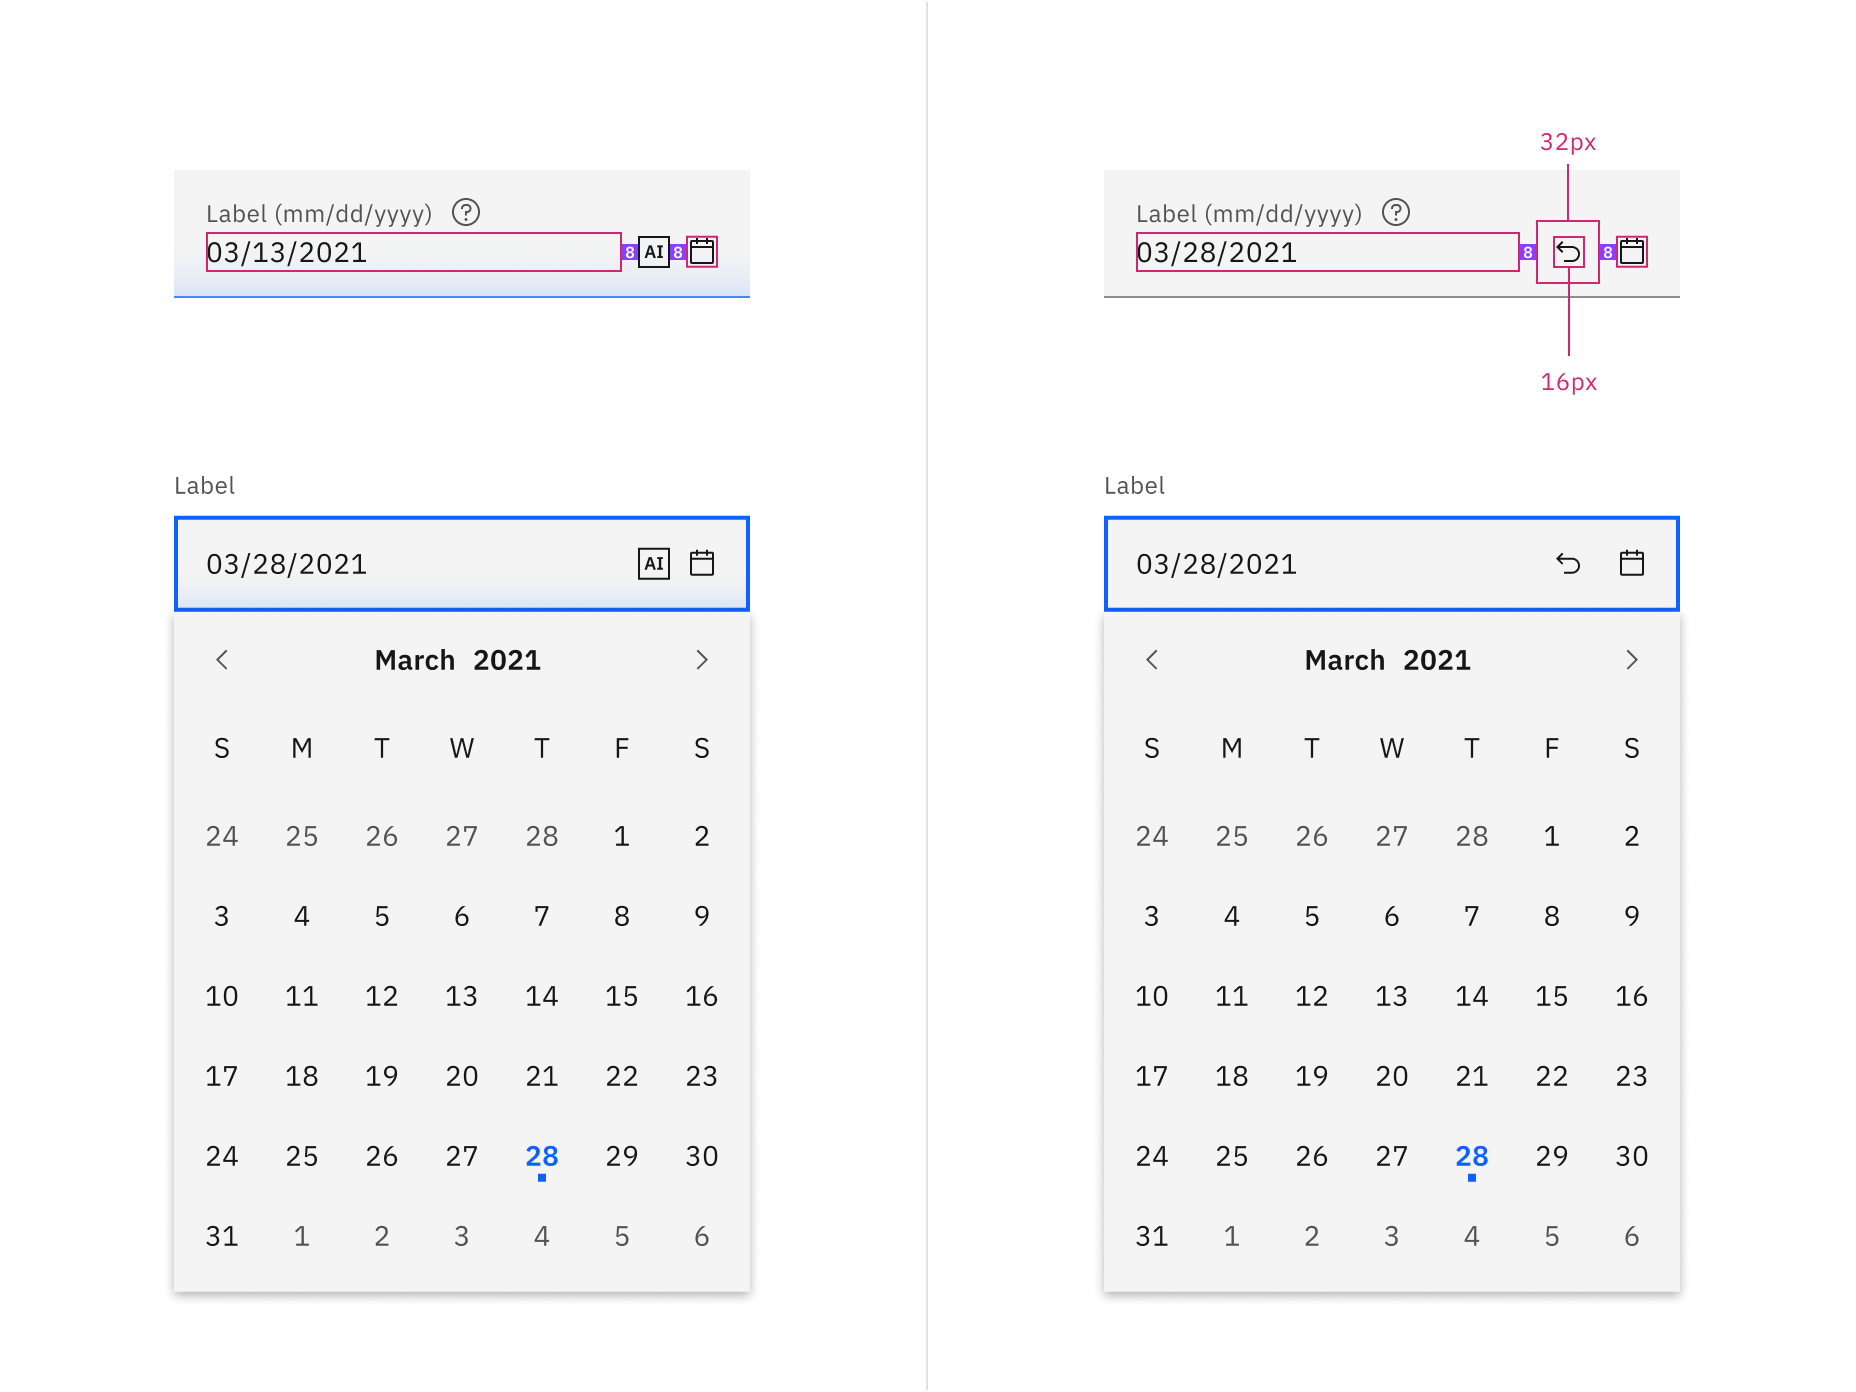 Label (mm/dd/yyyy) ?
03/13/2021 8 AI 8
Label
03/28/2021 AI
March 2021
S M T W T F S
24 25 26 27 28 1 2
3 4 5 6 7 8 9
10 11 12 13 14 15 16
17 18 19 20 21 22 23
24 25 26 27 28 29 30
31 1 2 3 4 5 6
32px
Label (mm/dd/yyyy) ?
03/28/2021 8 8
16px
Label
03/28/2021
March 2021
S M T W T F S
24 25 26 27 28 1 2
3 4 5 6 7 8 9
10 11 12 13 14 15 16
17 18 19 20 21 22 23
24 25 26 27 28 29 30
31 1 2 3 4 5 6